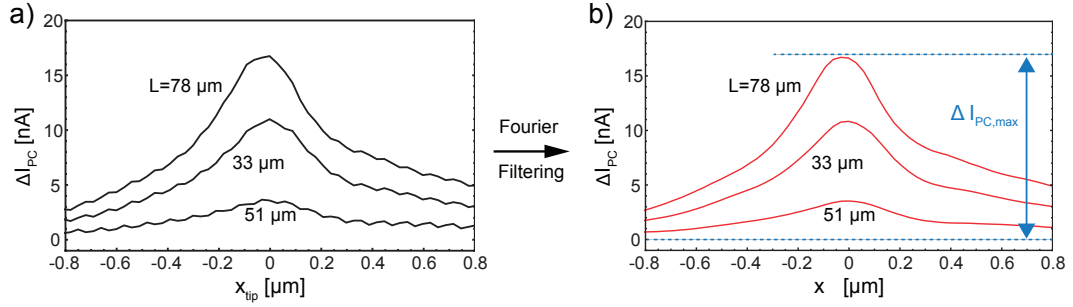 a)
ΔI_PC [nA]
20
15
10
5
0
L=78 µm
33 µm
51 µm
-0.8 -0.6 -0.4 -0.2 0 0.2 0.4 0.6 0.8
x_tip [µm]
Fourier
Filtering
b)
ΔI_PC [nA]
20
15
10
5
0
L=78 µm
33 µm
51 µm
Δ I_PC,max
-0.8 -0.6 -0.4 -0.2 0 0.2 0.4 0.6 0.8
x [µm]